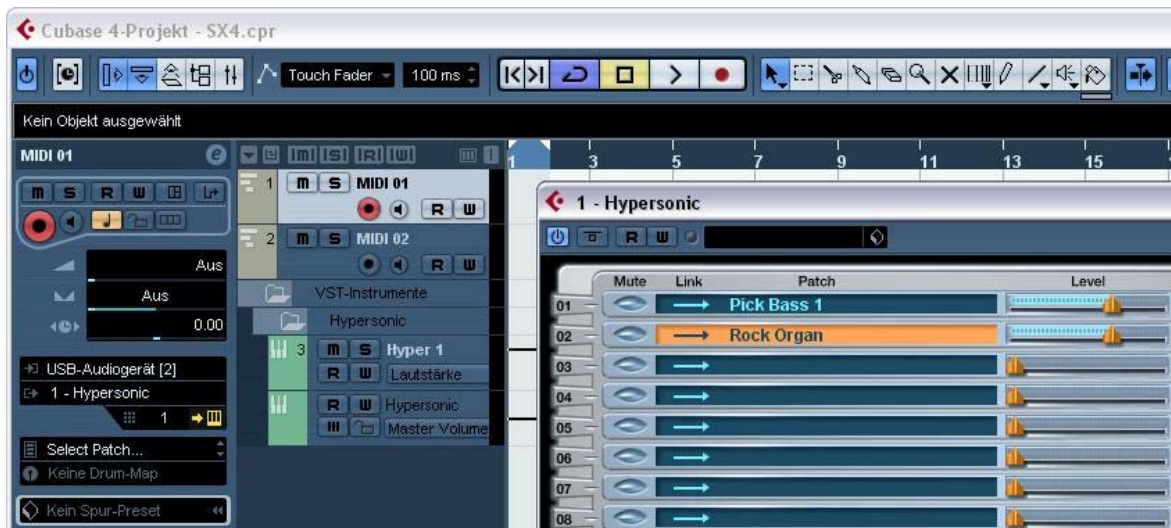 Cubase 4-Projekt - SX4.cpr
Touch Fader 100 ms
Kein Objekt ausgewählt
MIDI 01
m S R W
Aus
Aus
0.00
USB-Audiogerät [2]
1 - Hypersonic
1
Select Patch...
Keine Drum-Map
Kein Spur-Preset
[m] [S] [R] [W]
1 3 5 7 9 11 13 15
1 m S MIDI 01
R W
2 m S MIDI 02
R W
VST-Instrumente
Hypersonic
3 m S Hyper 1
R W Lautstärke
R W Hypersonic
Master Volume
1 - Hypersonic
R W
Mute Link Patch Level
01 Pick Bass 1
02 Rock Organ
03
04
05
06
07
08